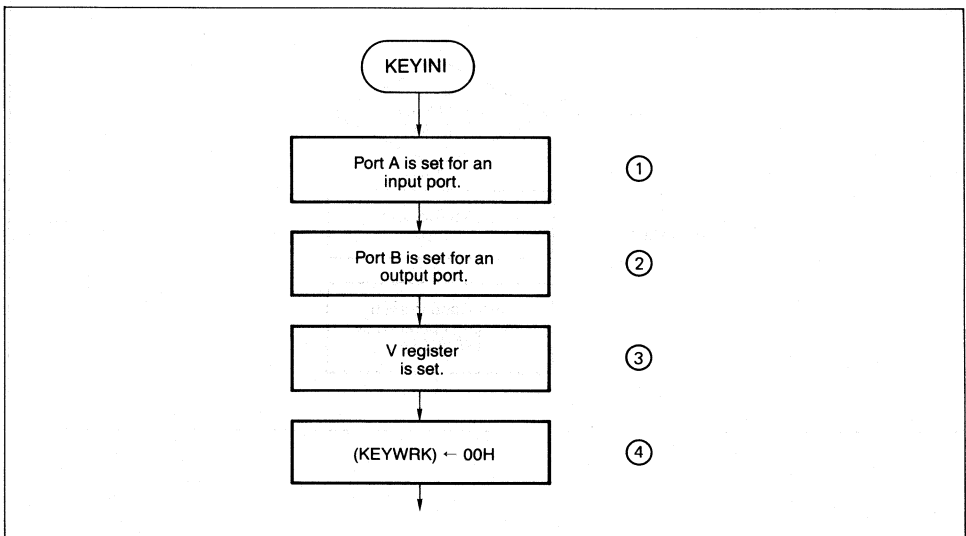 KEYINI
Port A is set for an
input port.
①
Port B is set for an
output port.
②
V register
is set.
③
(KEYWRK) ← 00H
④